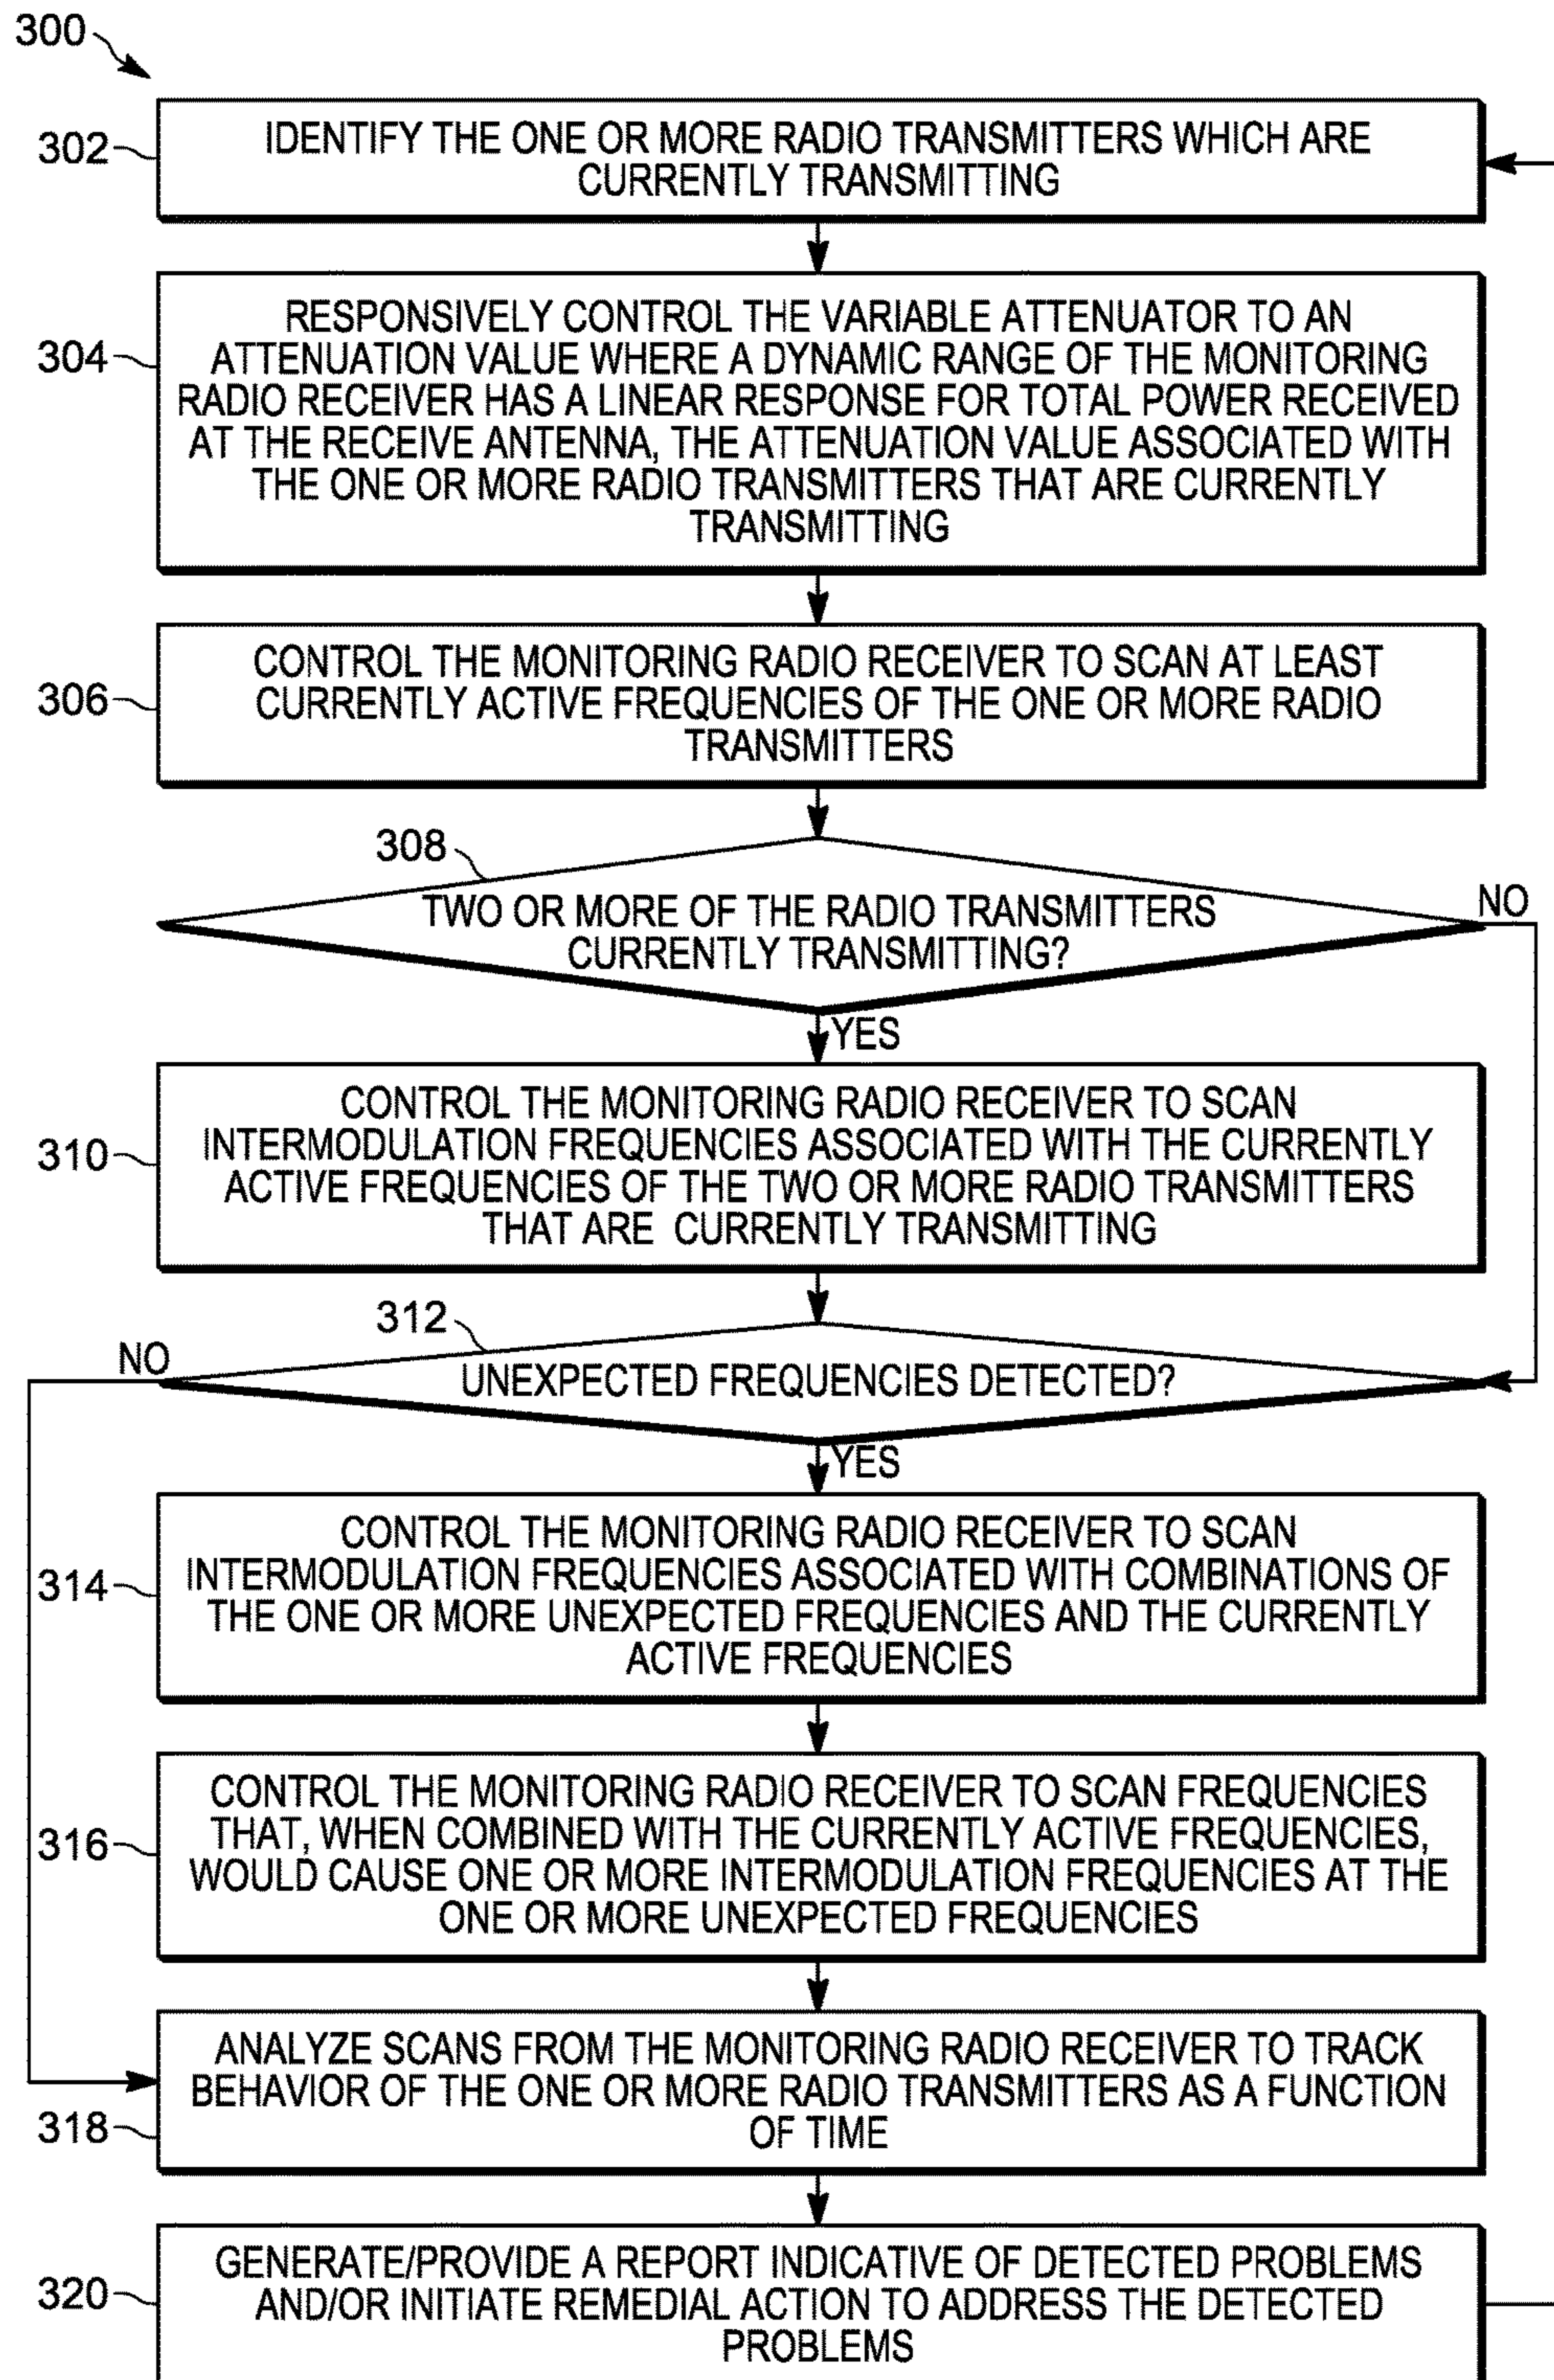 300
302
IDENTIFY THE ONE OR MORE RADIO TRANSMITTERS WHICH ARE
CURRENTLY TRANSMITTING
304
RESPONSIVELY CONTROL THE VARIABLE ATTENUATOR TO AN
ATTENUATION VALUE WHERE A DYNAMIC RANGE OF THE MONITORING
RADIO RECEIVER HAS A LINEAR RESPONSE FOR TOTAL POWER RECEIVED
AT THE RECEIVE ANTENNA, THE ATTENUATION VALUE ASSOCIATED WITH
THE ONE OR MORE RADIO TRANSMITTERS THAT ARE CURRENTLY
TRANSMITTING
306
CONTROL THE MONITORING RADIO RECEIVER TO SCAN AT LEAST
CURRENTLY ACTIVE FREQUENCIES OF THE ONE OR MORE RADIO
TRANSMITTERS
308
TWO OR MORE OF THE RADIO TRANSMITTERS
CURRENTLY TRANSMITTING?
NO
YES
310
CONTROL THE MONITORING RADIO RECEIVER TO SCAN
INTERMODULATION FREQUENCIES ASSOCIATED WITH THE CURRENTLY
ACTIVE FREQUENCIES OF THE TWO OR MORE RADIO TRANSMITTERS
THAT ARE CURRENTLY TRANSMITTING
312
NO
UNEXPECTED FREQUENCIES DETECTED?
YES
314
CONTROL THE MONITORING RADIO RECEIVER TO SCAN
INTERMODULATION FREQUENCIES ASSOCIATED WITH COMBINATIONS OF
THE ONE OR MORE UNEXPECTED FREQUENCIES AND THE CURRENTLY
ACTIVE FREQUENCIES
316
CONTROL THE MONITORING RADIO RECEIVER TO SCAN FREQUENCIES
THAT, WHEN COMBINED WITH THE CURRENTLY ACTIVE FREQUENCIES,
WOULD CAUSE ONE OR MORE INTERMODULATION FREQUENCIES AT THE
ONE OR MORE UNEXPECTED FREQUENCIES
318
ANALYZE SCANS FROM THE MONITORING RADIO RECEIVER TO TRACK
BEHAVIOR OF THE ONE OR MORE RADIO TRANSMITTERS AS A FUNCTION
OF TIME
320
GENERATE/PROVIDE A REPORT INDICATIVE OF DETECTED PROBLEMS
AND/OR INITIATE REMEDIAL ACTION TO ADDRESS THE DETECTED
PROBLEMS